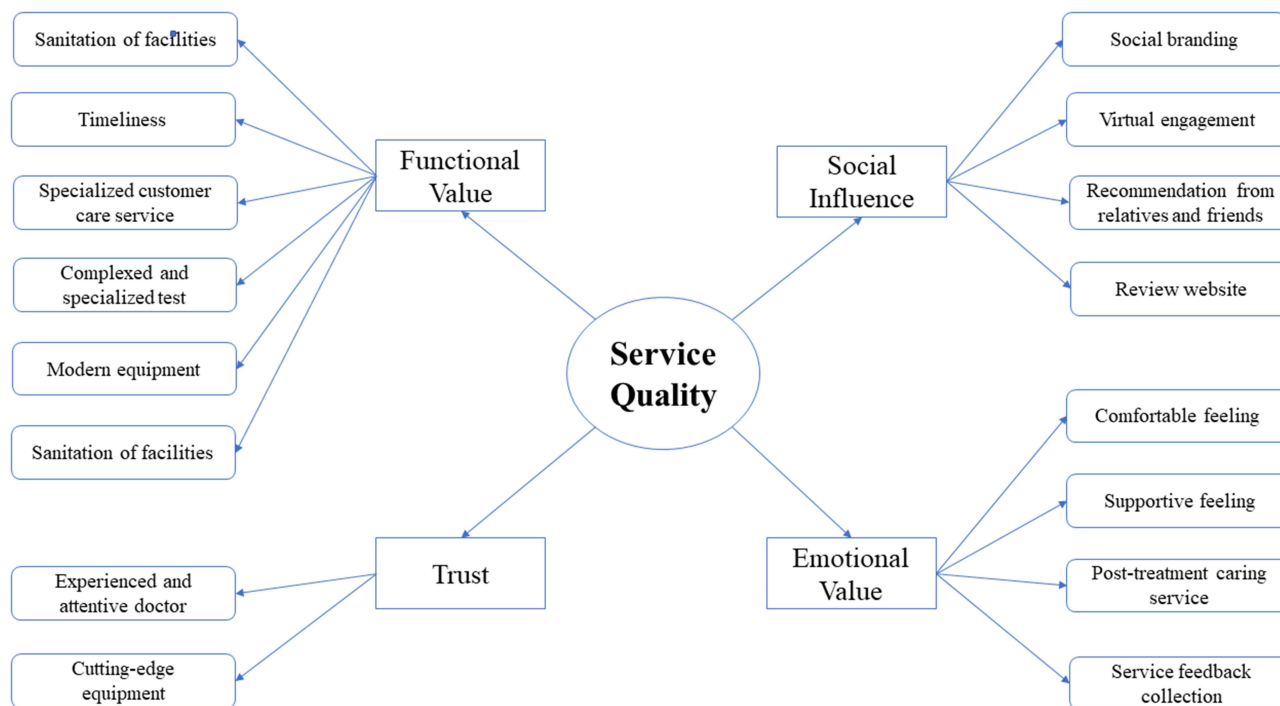 Sanitation of facilities
Timeliness
Specialized customer
care service
Complexed and
specialized test
Modern equipment
Sanitation of facilities
Functional
Value
Social
Influence
Social branding
Virtual engagement
Recommendation from
relatives and friends
Review website
Service
Quality
Trust
Experienced and
attentive doctor
Cutting-edge
equipment
Emotional
Value
Comfortable feeling
Supportive feeling
Post-treatment caring
service
Service feedback
collection